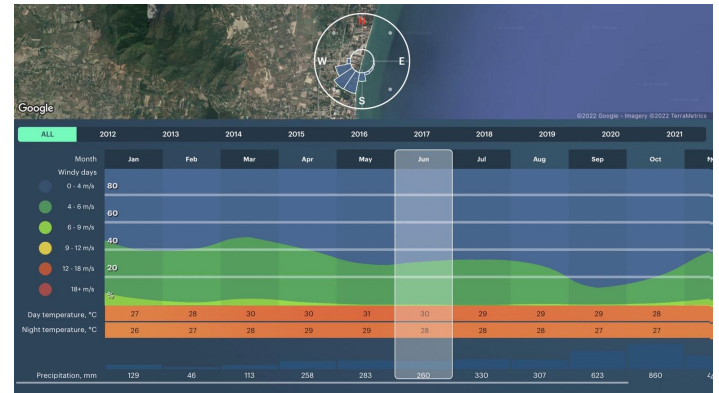 W E
S
Google
©2022 Google - Imagery ©2022 TerraMetrics
ALL 2012 2013 2014 2015 2016 2017 2018 2019 2020 2021
Month Jan Feb Mar Apr May Jun Jul Aug Sep Oct
Windy days
0 - 4 m/s 80
4 - 6 m/s
60
6 - 9 m/s
40
9 - 12 m/s
20
12 - 18 m/s
18+ m/s
%
Day temperature, °C 27 28 30 30 31 30 29 29 29 28
Night temperature, °C 26 27 28 29 29 28 28 28 27 27
Precipitation, mm 129 46 113 258 283 260 330 307 623 860